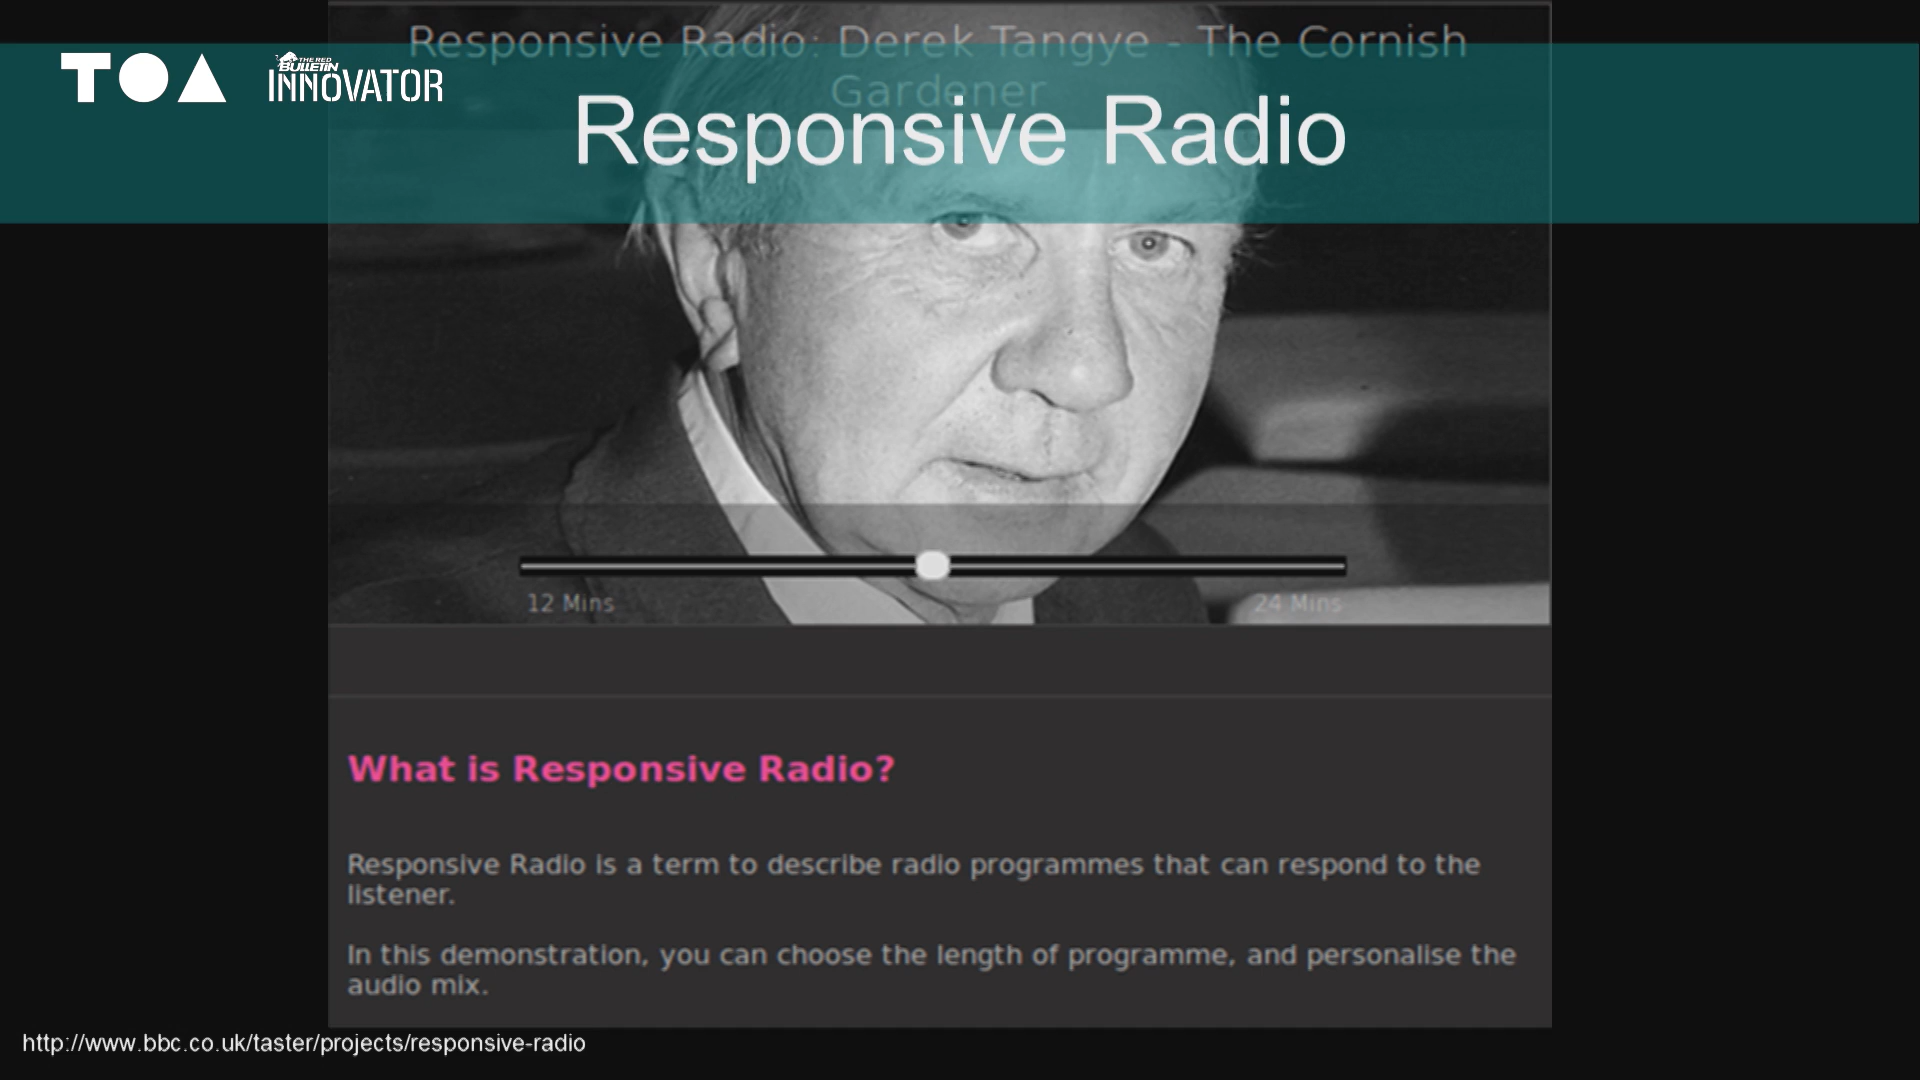 Responsive Radio: Derek Tangye - The Cornish
Gardener
TOA
THE RED
BULLETIN
INNOVATOR
Responsive Radio
12 Mins
24 Mins
What is Responsive Radio?
Responsive Radio is a term to describe radio programmes that can respond to the
listener.
In this demonstration, you can choose the length of programme, and personalise the
audio mix.
http://www.bbc.co.uk/taster/projects/responsive-radio